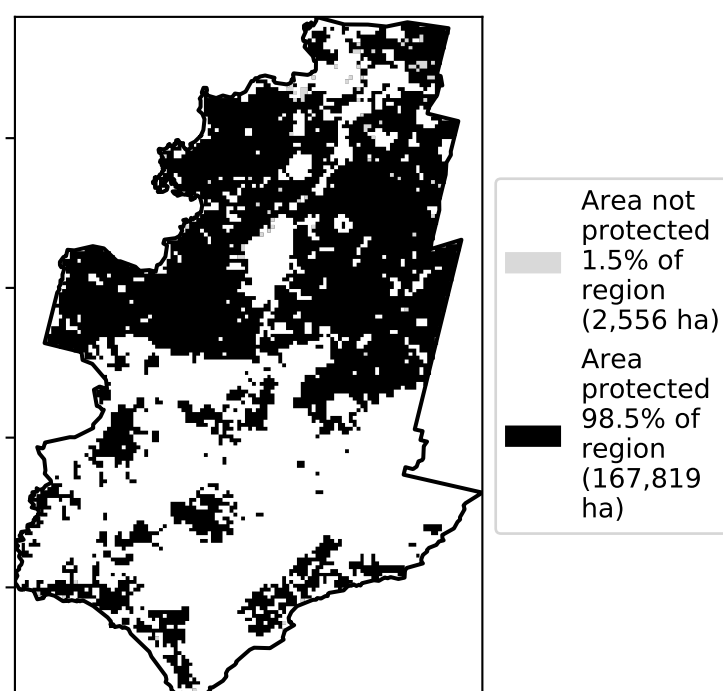 Area not
protected
1.5% of
region
(2,556 ha)
Area
protected
98.5% of
region
(167,819
ha)